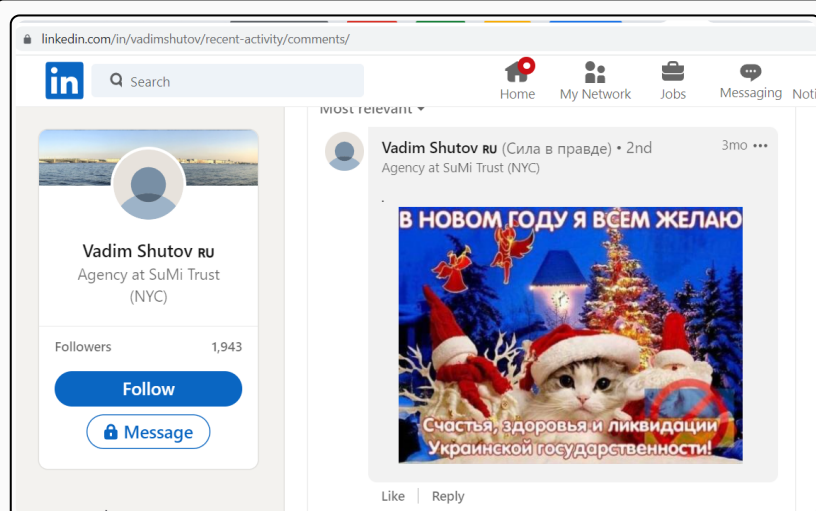 linkedin.com/in/vadimshutov/recent-activity/comments/
in
Search
Home
My Network
Jobs
Messaging
Noti
Most relevant
Vadim Shutov RU
Agency at SuMi Trust
(NYC)
Followers 1,943
Follow
Message
Vadim Shutov RU (Сила в правде) • 2nd
3mo •••
Agency at SuMi Trust (NYC)
.
В НОВОМ ГОДУ Я ВСЕМ ЖЕЛАЮ
Счастья, здоровья и ликвидации
Украинской государственности!
Like | Reply